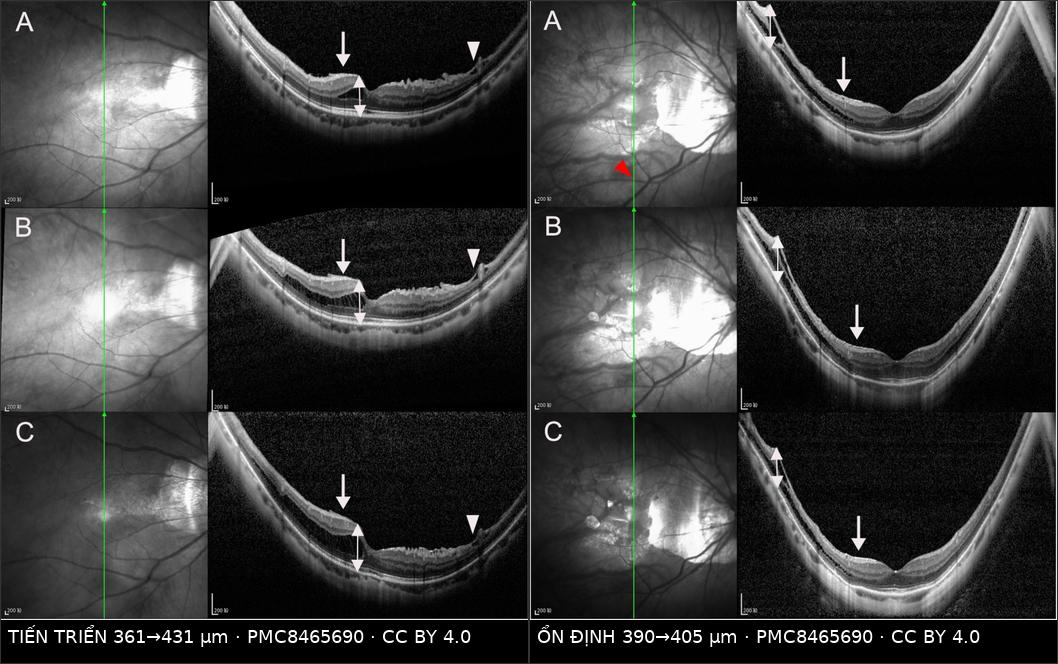 A
A
B
B
C
C
TIẾN TRIỂN 361→431 µm · PMC8465690 · CC BY 4.0
ỔN ĐỊNH 390→405 µm · PMC8465690 · CC BY 4.0